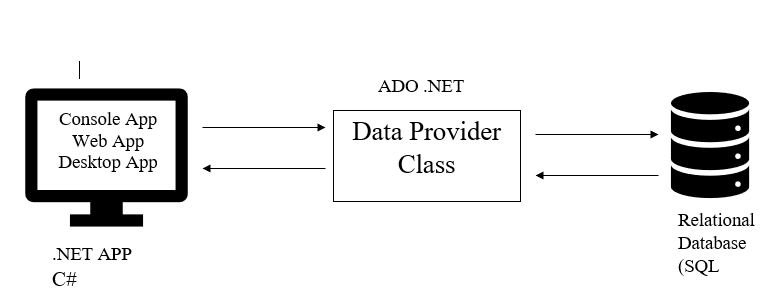 ADO .NET
Console App
Web App
Desktop App
Data Provider
Class
.NET APP
C#
Relational
Database
(SQL